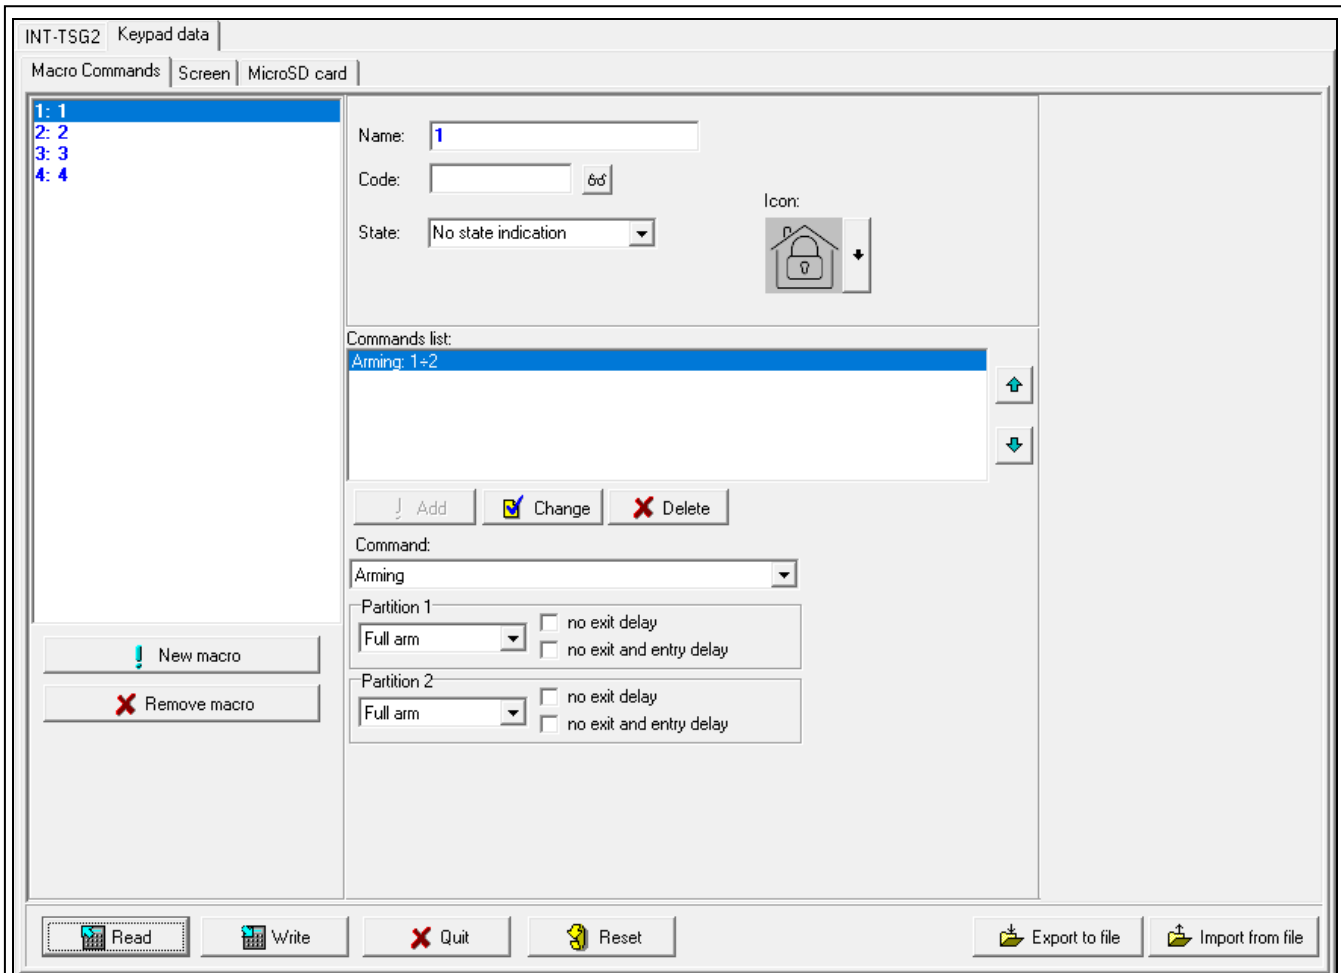 INT-TSG2 Keypad data
Macro Commands Screen MicroSD card
1: 1
2: 2
3: 3
4: 4
Name: 1
Code:
State: No state indication
Icon:
Commands list:
Arming: 1÷2
Add Change Delete
Command:
Arming
Partition 1
Full arm
no exit delay
no exit and entry delay
Partition 2
Full arm
no exit delay
no exit and entry delay
New macro
Remove macro
Read Write Quit Reset Export to file Import from file